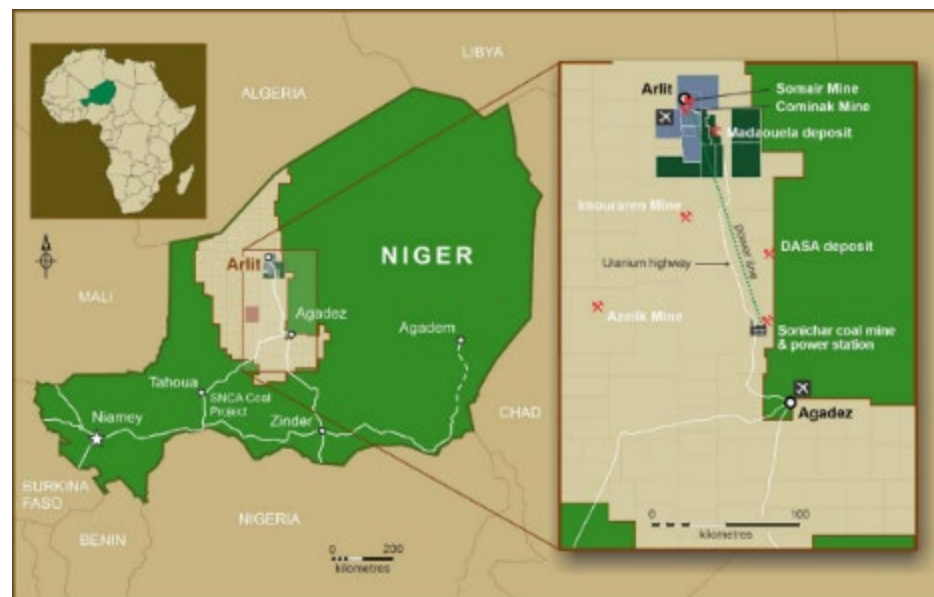 LIBYA
ALGERIA
MALI
NIGER
Arlit
Agadez
Agadem
Tahoua
SNCA Coal
Project
Niamey
Zinder
CHAD
BURKINA
FASO
BENIN
NIGERIA
0 200
kilometres
Arlit
Somair Mine
Cominak Mine
Madaouela deposit
Imouraren Mine
power line
DASA deposit
Uranium highway
Azelik Mine
Sonichar coal mine
& power station
Agadez
0 100
kilometres